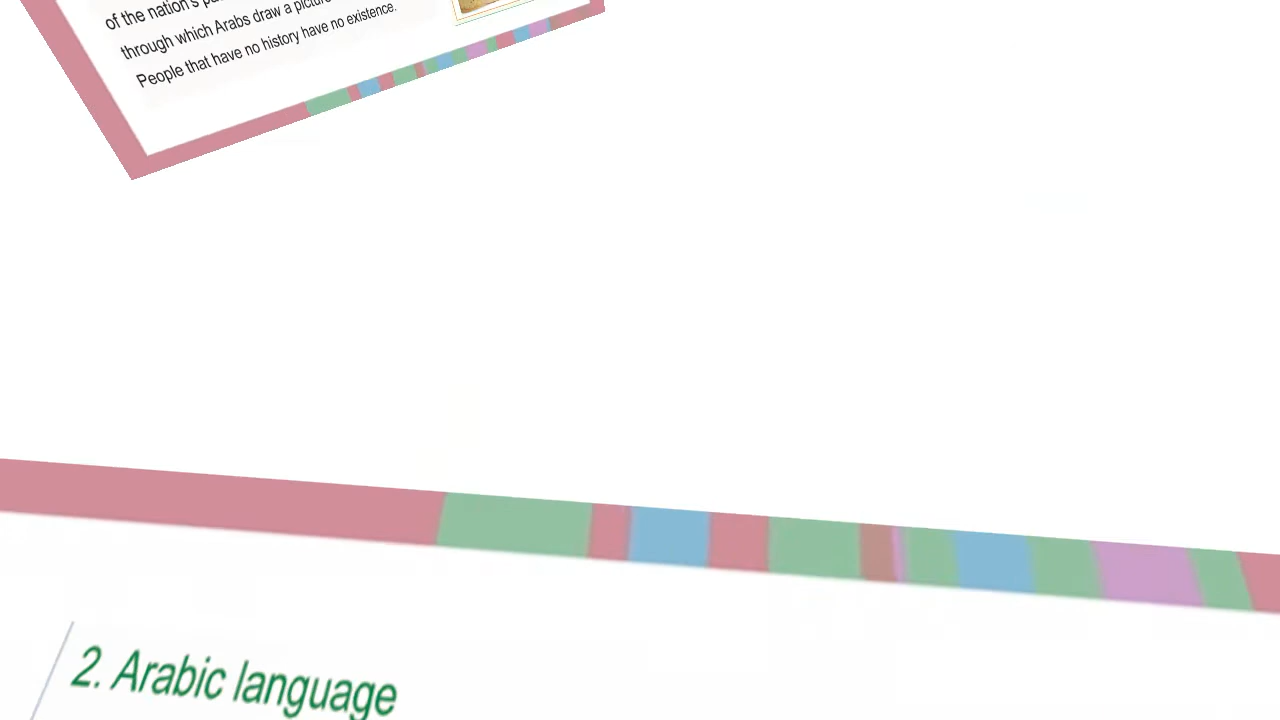 of the nation's
through which Arabs draw a picture
People that have no history have no existence.
2. Arabic language